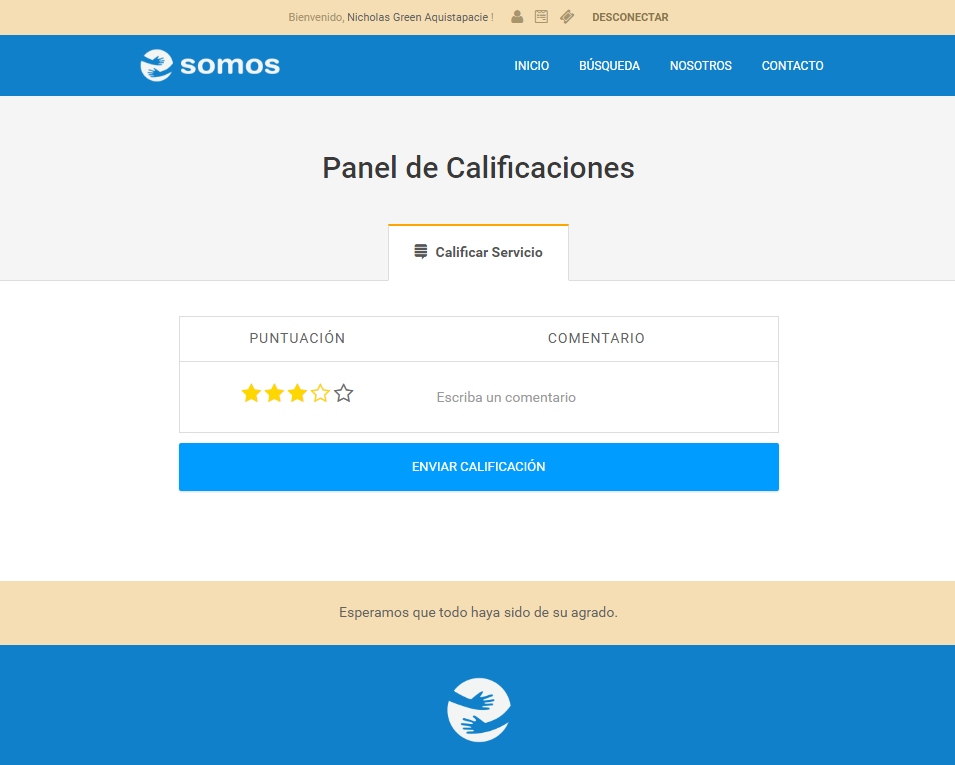 Bienvenido, Nicholas Green Aquistapacie ! DESCONECTAR
somos INICIO BÚSQUEDA NOSOTROS CONTACTO
Panel de Calificaciones
Calificar Servicio
PUNTUACIÓN COMENTARIO
Escriba un comentario
ENVIAR CALIFICACIÓN
Esperamos que todo haya sido de su agrado.